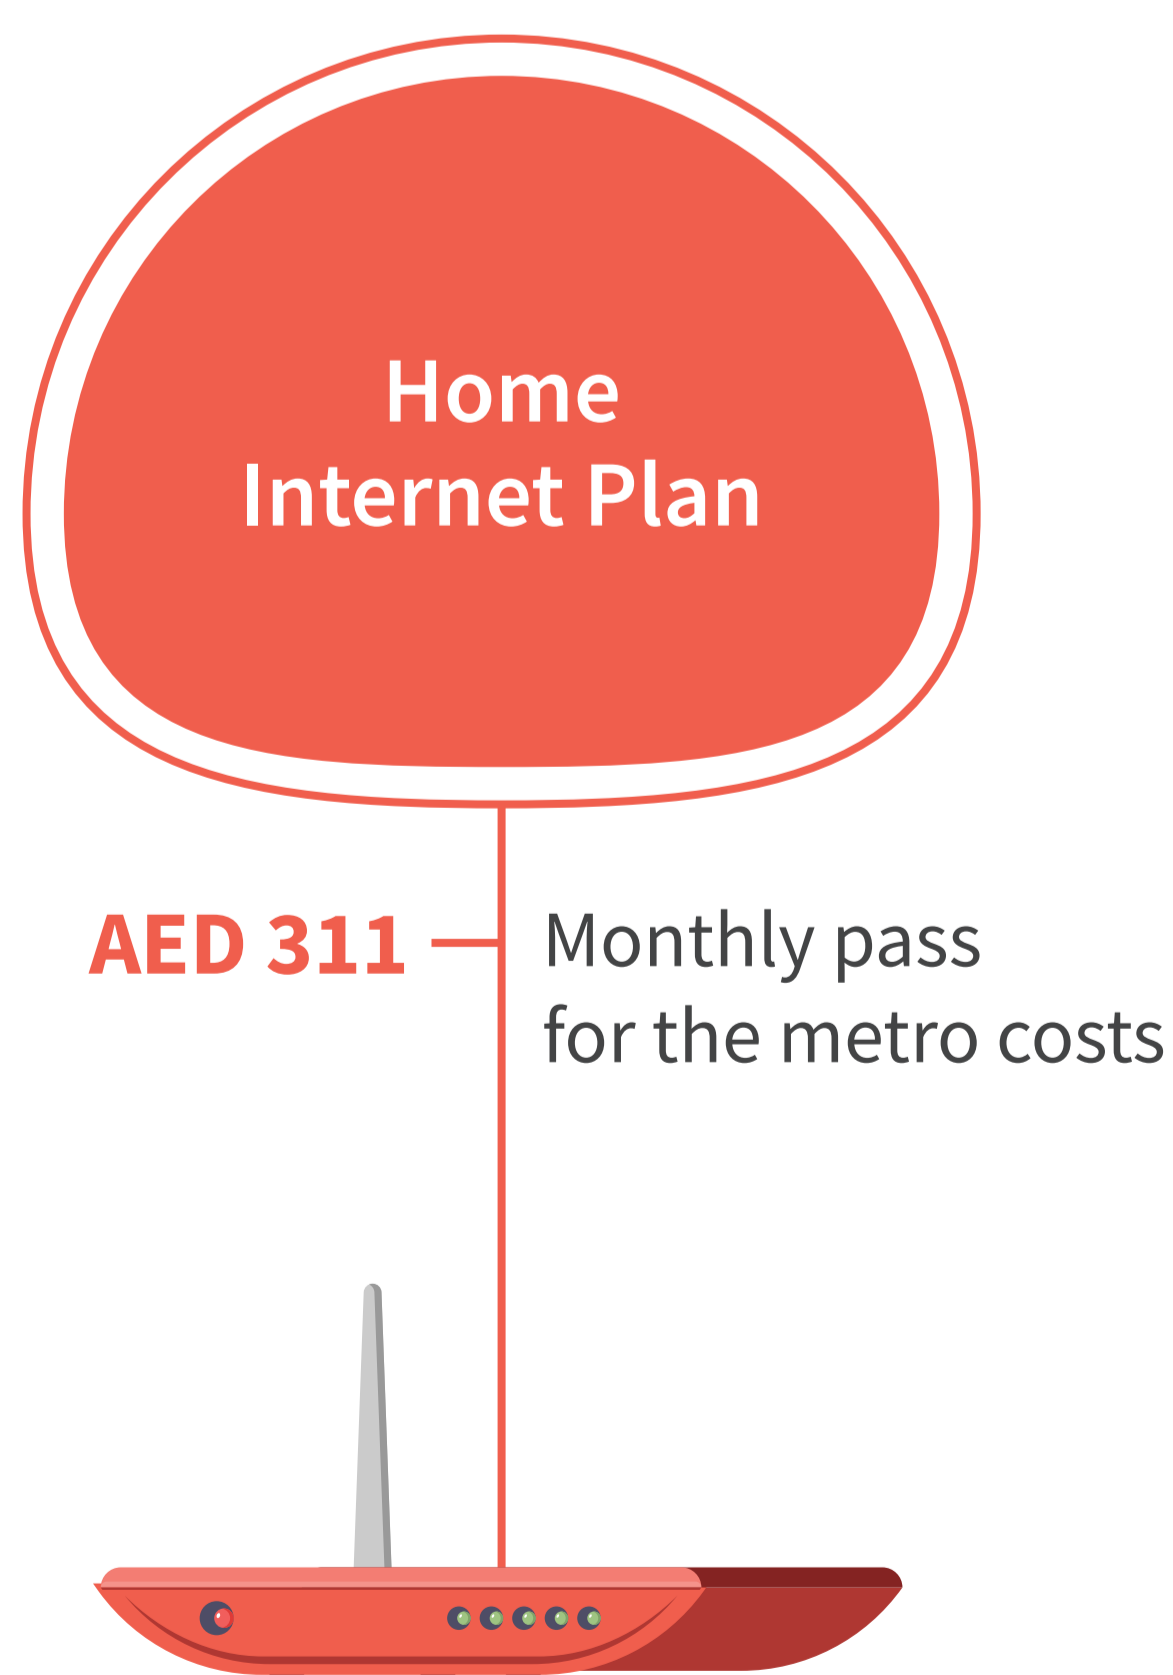 Home
Internet Plan
AED 311
Monthly pass
for the metro costs